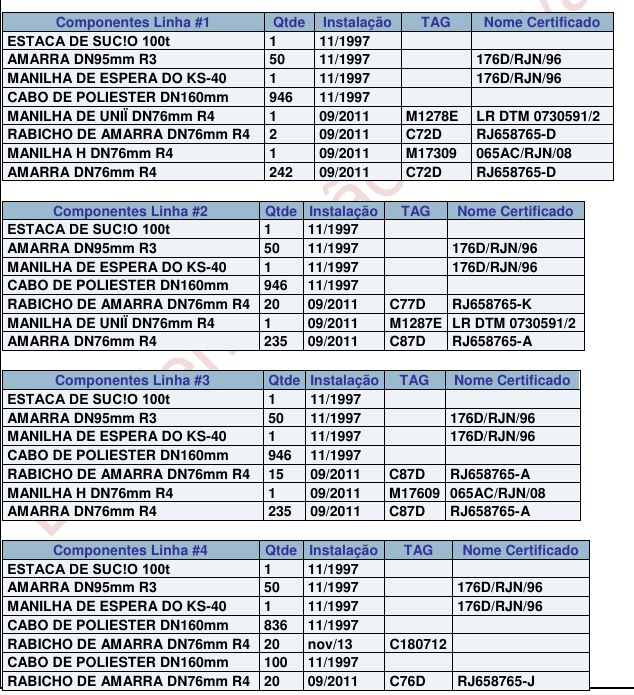 Componentes Linha #1 Qtde Instalação TAG Nome Certificado
ESTACA DE SUC!O 100t 1 11/1997
AMARRA DN95mm R3 50 11/1997 176D/RJN/96
MANILHA DE ESPERA DO KS-40 1 11/1997 176D/RJN/96
CABO DE POLIESTER DN160mm 946 11/1997
MANILHA DE UNIÏ DN76mm R4 1 09/2011 M1278E LR DTM 0730591/2
RABICHO DE AMARRA DN76mm R4 2 09/2011 C72D RJ658765-D
MANILHA H DN76mm R4 1 09/2011 M17309 065AC/RJN/08
AMARRA DN76mm R4 242 09/2011 C72D RJ658765-D
Componentes Linha #2 Qtde Instalação TAG Nome Certificado
ESTACA DE SUC!O 100t 1 11/1997
AMARRA DN95mm R3 50 11/1997 176D/RJN/96
MANILHA DE ESPERA DO KS-40 1 11/1997 176D/RJN/96
CABO DE POLIESTER DN160mm 946 11/1997
RABICHO DE AMARRA DN76mm R4 20 09/2011 C77D RJ658765-K
MANILHA DE UNIÏ DN76mm R4 1 09/2011 M1287E LR DTM 0730591/2
AMARRA DN76mm R4 235 09/2011 C87D RJ658765-A
Componentes Linha #3 Qtde Instalação TAG Nome Certificado
ESTACA DE SUC!O 100t 1 11/1997
AMARRA DN95mm R3 50 11/1997 176D/RJN/96
MANILHA DE ESPERA DO KS-40 1 11/1997 176D/RJN/96
CABO DE POLIESTER DN160mm 946 11/1997
RABICHO DE AMARRA DN76mm R4 15 09/2011 C87D RJ658765-A
MANILHA H DN76mm R4 1 09/2011 M17609 065AC/RJN/08
AMARRA DN76mm R4 235 09/2011 C87D RJ658765-A
Componentes Linha #4 Qtde Instalação TAG Nome Certificado
ESTACA DE SUC!O 100t 1 11/1997
AMARRA DN95mm R3 50 11/1997 176D/RJN/96
MANILHA DE ESPERA DO KS-40 1 11/1997 176D/RJN/96
CABO DE POLIESTER DN160mm 836 11/1997
RABICHO DE AMARRA DN76mm R4 20 nov/13 C180712
CABO DE POLIESTER DN160mm 100 11/1997
RABICHO DE AMARRA DN76mm R4 20 09/2011 C76D RJ658765-J